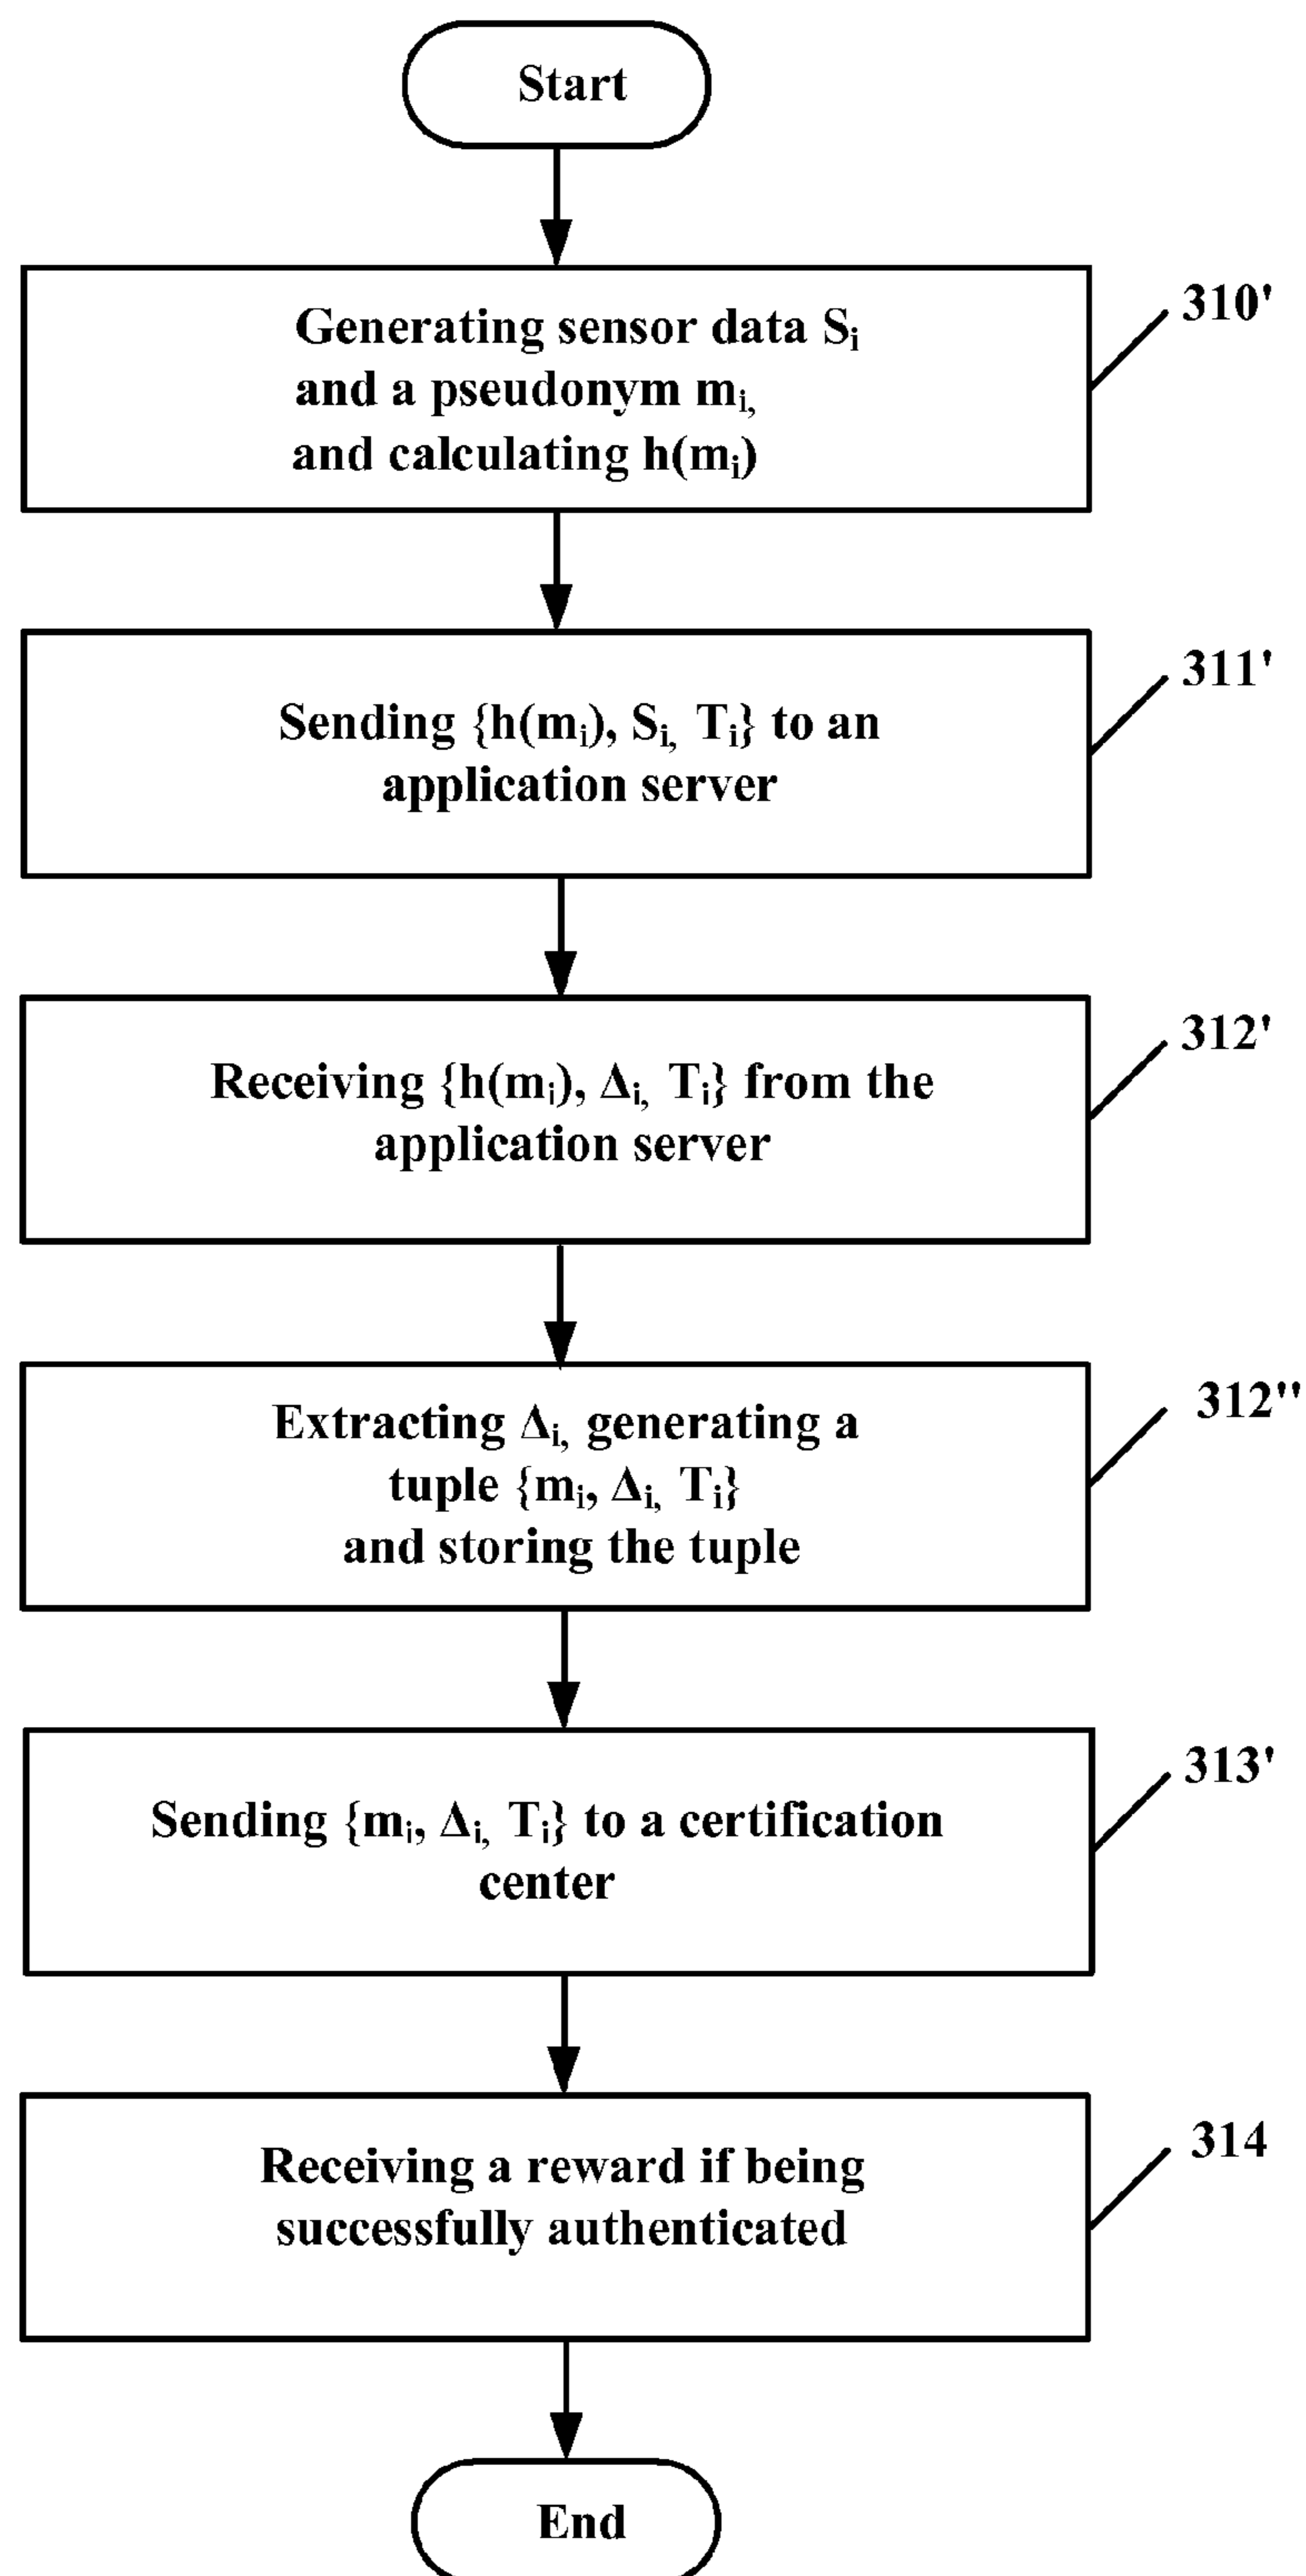 Start
Generating sensor data Sᵢ
and a pseudonym mᵢ,
and calculating h(mᵢ)
310'
Sending {h(mᵢ), Sᵢ, Tᵢ} to an
application server
311'
Receiving {h(mᵢ), Δᵢ, Tᵢ} from the
application server
312'
Extracting Δᵢ, generating a
tuple {mᵢ, Δᵢ, Tᵢ}
and storing the tuple
312''
Sending {mᵢ, Δᵢ, Tᵢ} to a certification
center
313'
Receiving a reward if being
successfully authenticated
314
End